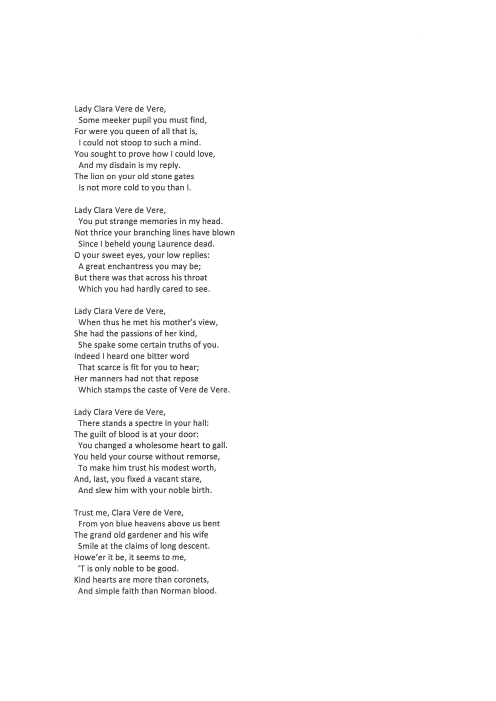 Lady Clara Vere de Vere,
Some meeker pupil you must find,
For were you queen of all that is,
I could not stoop to such a mind.
You sought to prove how I could love,
And my disdain is my reply.
The lion on your old stone gates
Is not more cold to you than I.

Lady Clara Vere de Vere,
You put strange memories in my head.
Not thrice your branching lines have blown
Since I beheld young Laurence dead.
O your sweet eyes, your low replies:
A great enchantress you may be;
But there was that across his throat
Which you had hardly cared to see.

Lady Clara Vere de Vere,
When thus he met his mother's view,
She had the passions of her kind,
She spake some certain truths of you.
Indeed I heard one bitter word
That scarce is fit for you to hear;
Her manners had not that repose
Which stamps the caste of Vere de Vere.

Lady Clara Vere de Vere,
There stands a spectre in your hall:
The guilt of blood is at your door:
You changed a wholesome heart to gall.
You held your course without remorse,
To make him trust his modest worth,
And, last, you fixed a vacant stare,
And slew him with your noble birth.

Trust me, Clara Vere de Vere,
From yon blue heavens above us bent
The grand old gardener and his wife
Smile at the claims of long descent.
Howe'er it be, it seems to me,
'T is only noble to be good.
Kind hearts are more than coronets,
And simple faith than Norman blood.